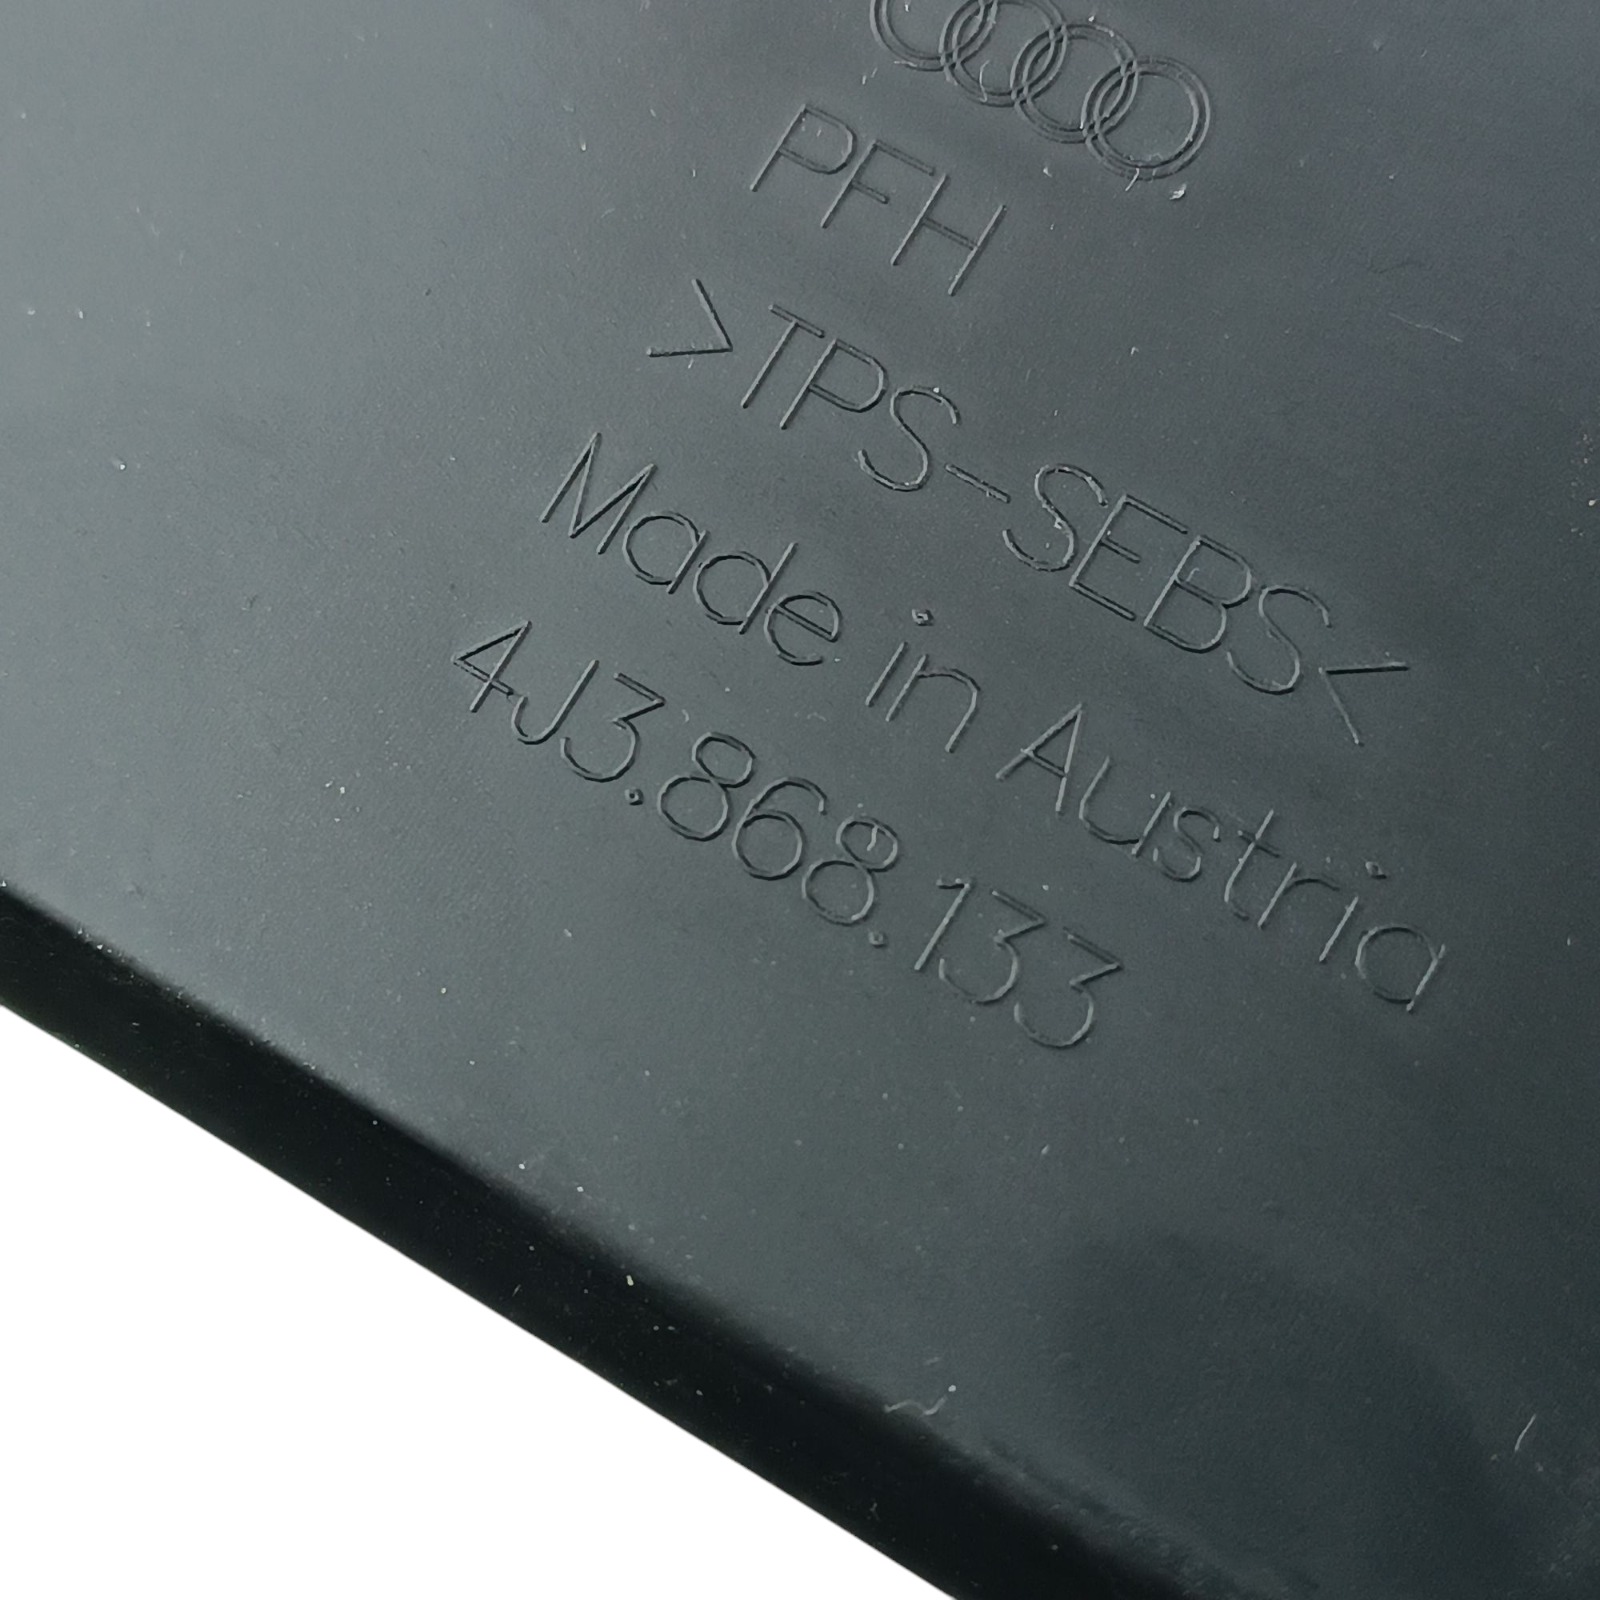 PFH
>TPS-SEBS<
Made in Austria
4J3.868.133